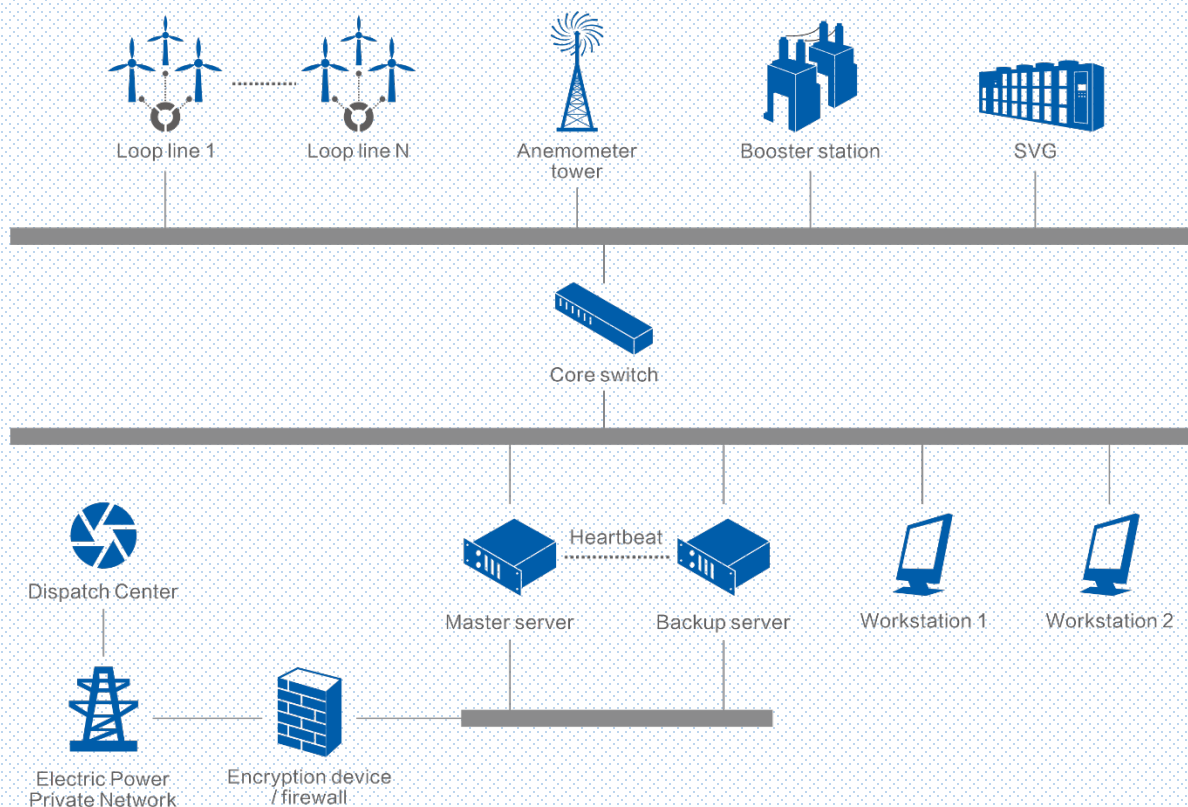 Loop line 1
Loop line N
Anemometer
tower
Booster station
SVG
Core switch
Heartbeat
Dispatch Center
Master server
Backup server
Workstation 1
Workstation 2
Electric Power
Private Network
Encryption device
/ firewall